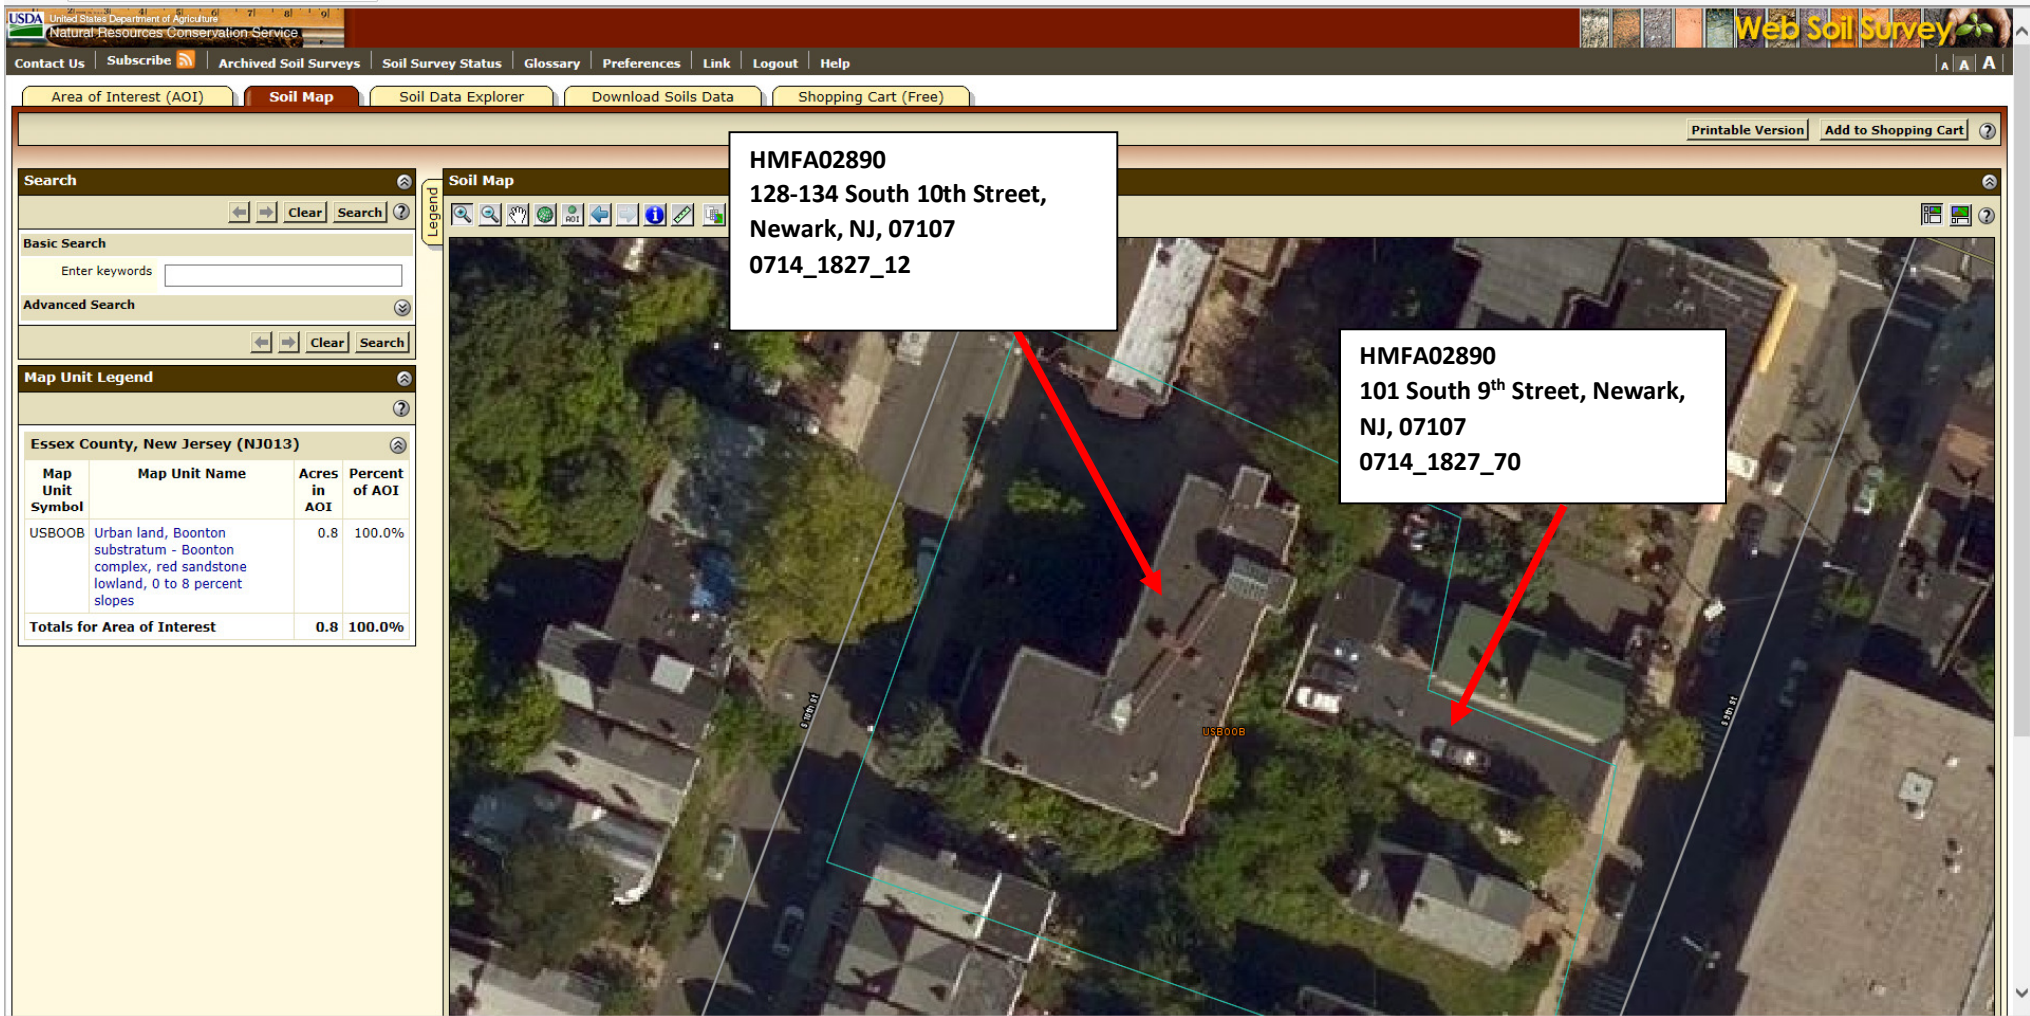 USDA United States Department of Agriculture
Natural Resources Conservation Service
Web Soil Survey
Contact Us Subscribe Archived Soil Surveys Soil Survey Status Glossary Preferences Link Logout Help
A A A
Area of Interest (AOI) Soil Map Soil Data Explorer Download Soils Data Shopping Cart (Free)
Printable Version Add to Shopping Cart
Search
Clear Search
Basic Search
Enter keywords
Advanced Search
Clear Search
Map Unit Legend
Essex County, New Jersey (NJ013)
Map Unit Symbol Map Unit Name Acres in AOI Percent of AOI
USBOOB Urban land, Boonton 0.8 100.0%
substratum - Boonton
complex, red sandstone
lowland, 0 to 8 percent
slopes
Totals for Area of Interest 0.8 100.0%
Legend
Soil Map
AOI
HMFA02890
128-134 South 10th Street,
Newark, NJ, 07107
0714_1827_12
HMFA02890
101 South 9th Street, Newark,
NJ, 07107
0714_1827_70
S 10th St
USBOOB
S 9th St